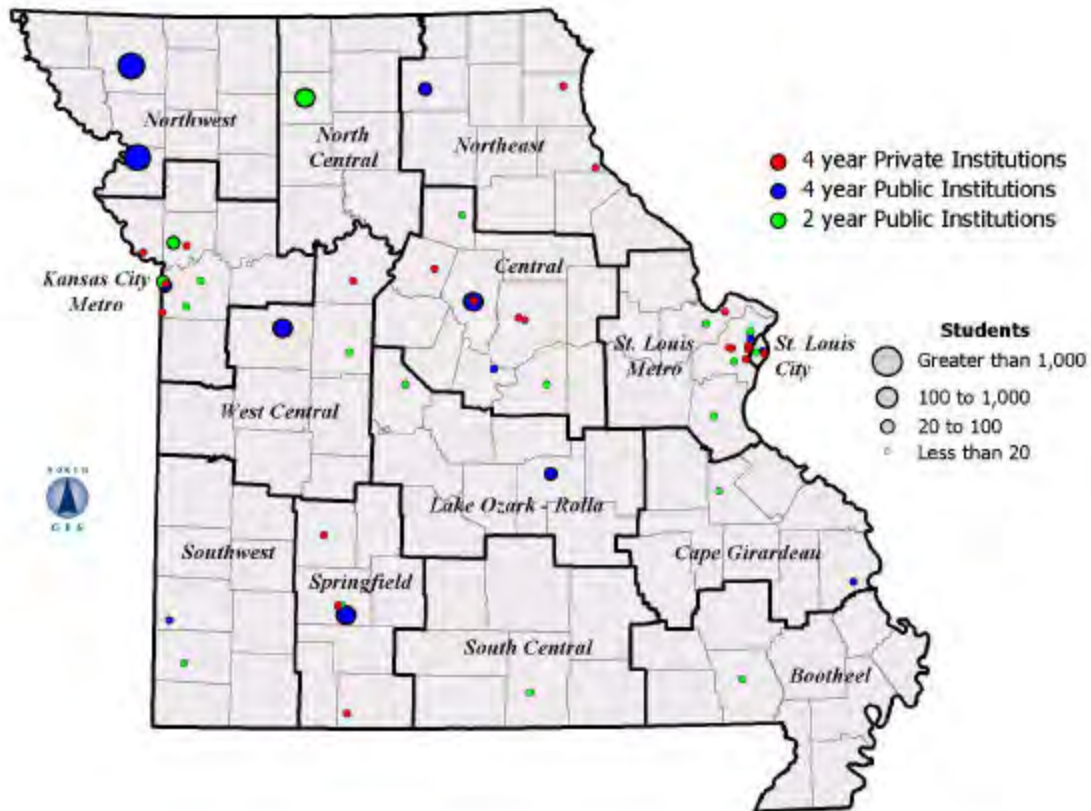 Northwest
North
Central
Northeast
4 year Private Institutions
4 year Public Institutions
2 year Public Institutions
Kansas City
Metro
Central
St. Louis
Metro
St. Louis
City
Students
Greater than 1,000
100 to 1,000
20 to 100
Less than 20
West Central
NORTH
GIS
Lake Ozark - Rolla
Southwest
Springfield
Cape Girardeau
South Central
Bootheel